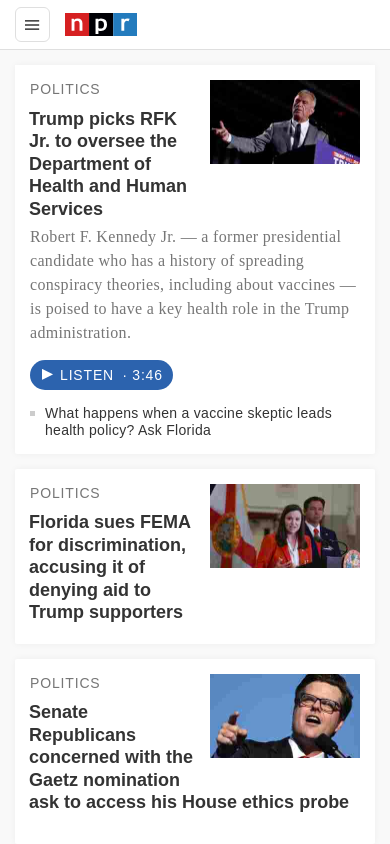 npr
POLITICS
Trump picks RFK
Jr. to oversee the
Department of
Health and Human
Services
Robert F. Kennedy Jr. — a former presidential
candidate who has a history of spreading
conspiracy theories, including about vaccines —
is poised to have a key health role in the Trump
administration.
LISTEN · 3:46
What happens when a vaccine skeptic leads
health policy? Ask Florida
POLITICS
Florida sues FEMA
for discrimination,
accusing it of
denying aid to
Trump supporters
POLITICS
Senate
Republicans
concerned with the
Gaetz nomination
ask to access his House ethics probe